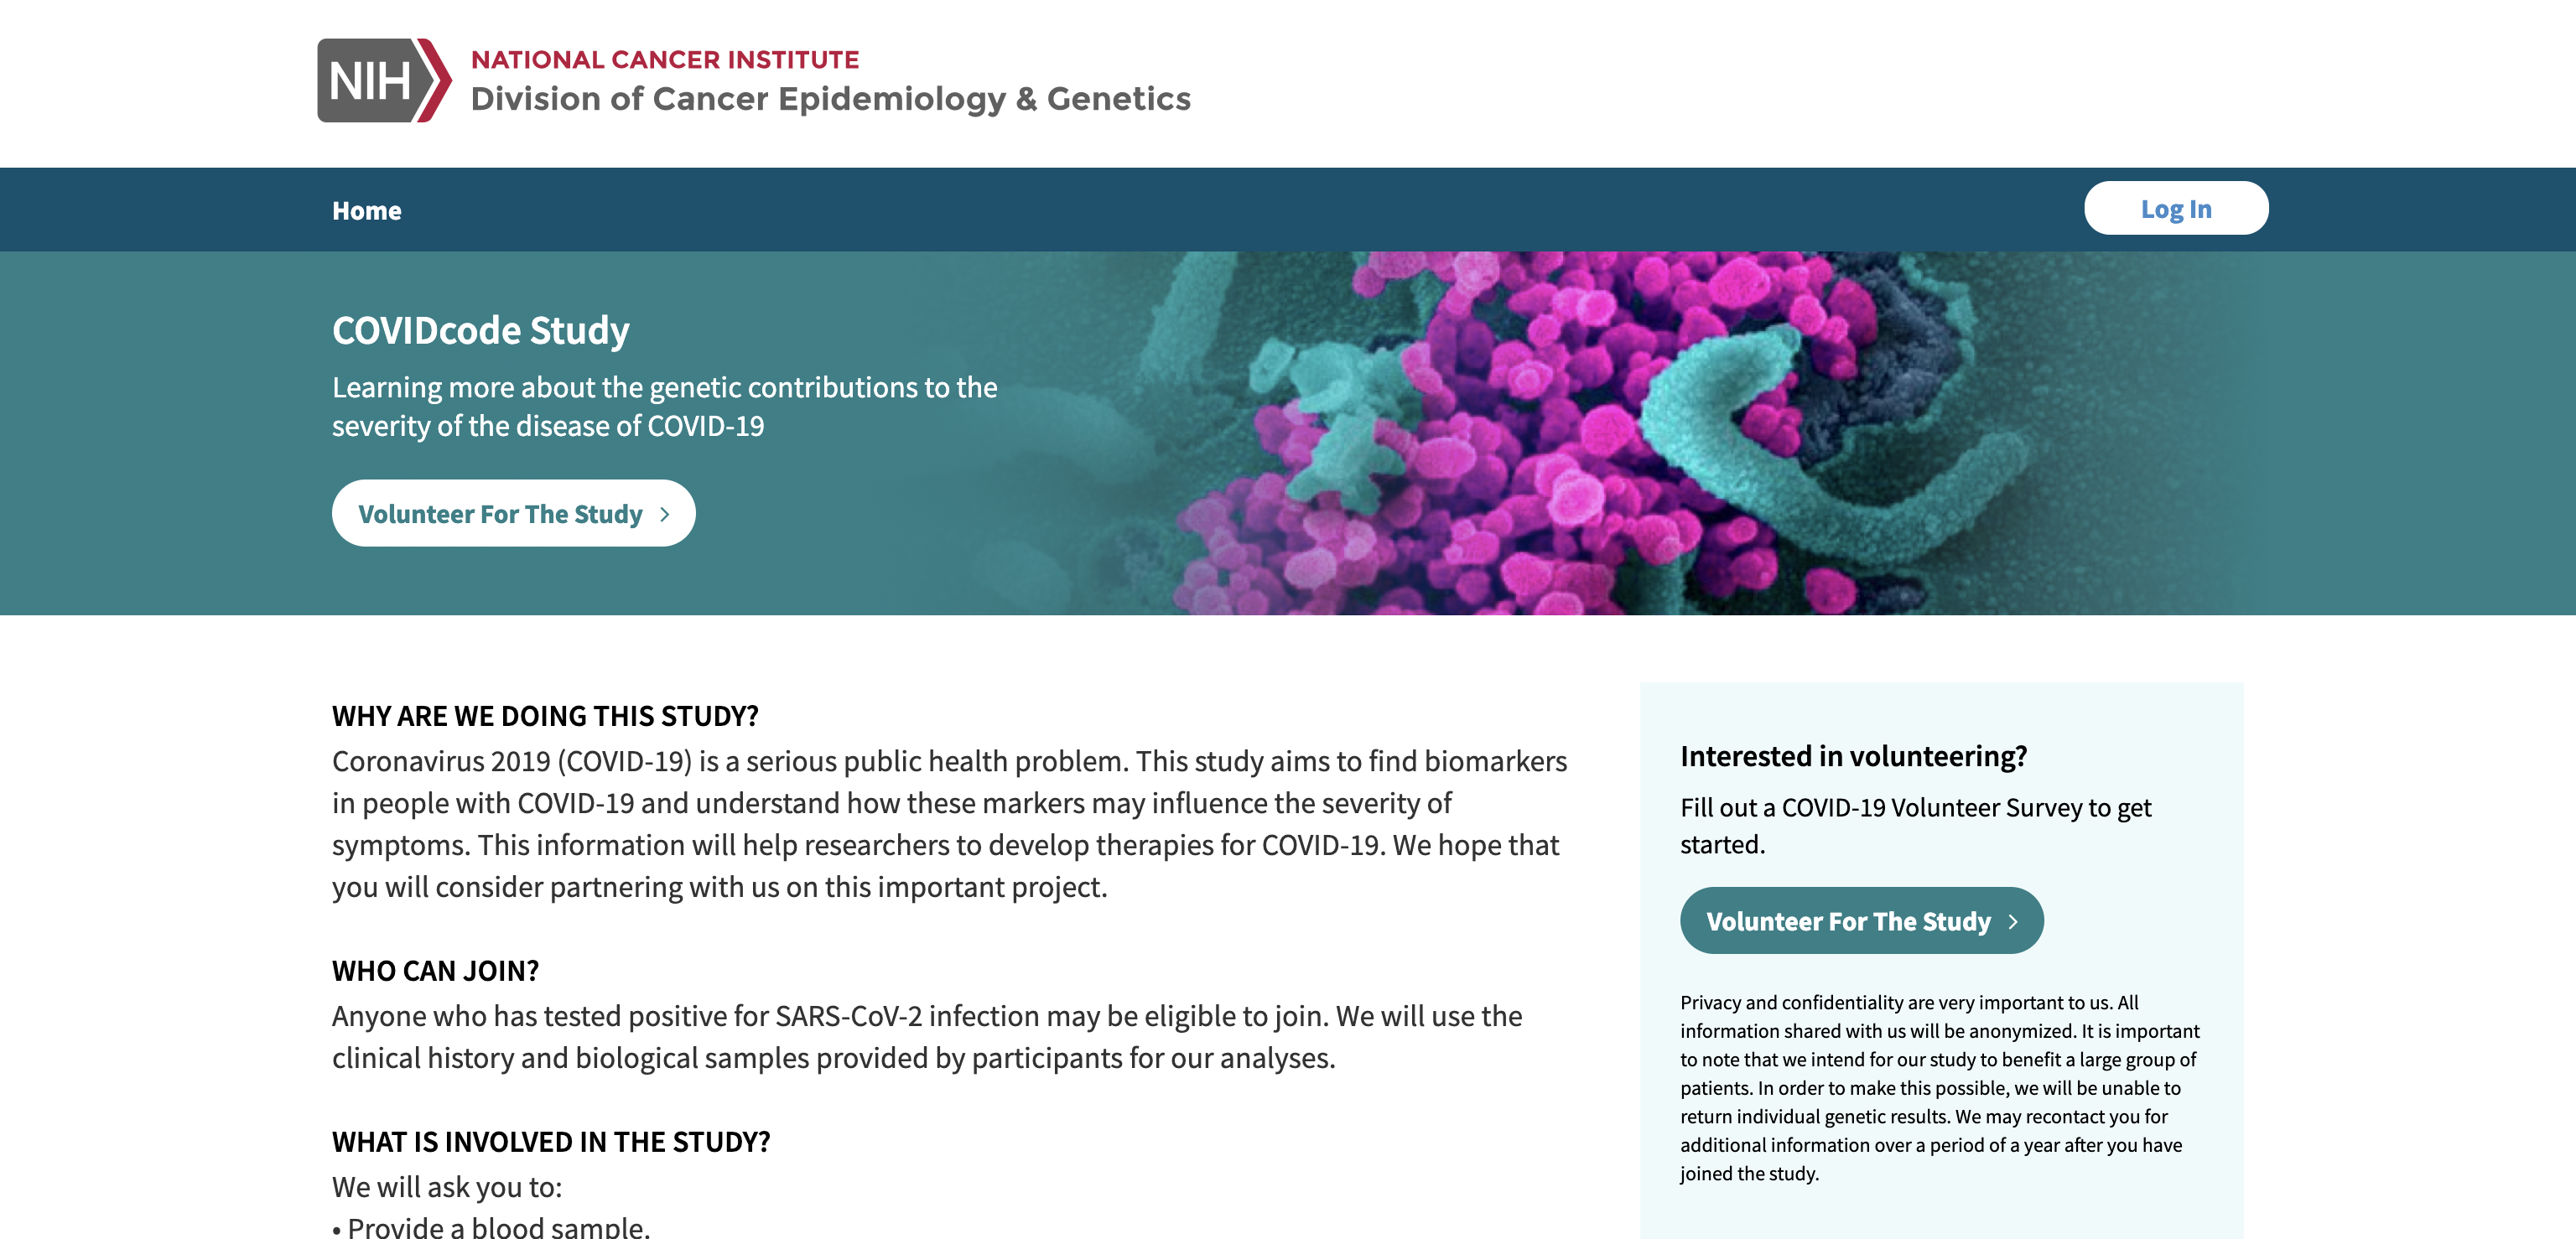 NIH
NATIONAL CANCER INSTITUTE
Division of Cancer Epidemiology & Genetics
Home
Log In
COVIDcode Study
Learning more about the genetic contributions to the
severity of the disease of COVID-19
Volunteer For The Study
WHY ARE WE DOING THIS STUDY?
Coronavirus 2019 (COVID-19) is a serious public health problem. This study aims to find biomarkers
in people with COVID-19 and understand how these markers may influence the severity of
symptoms. This information will help researchers to develop therapies for COVID-19. We hope that
you will consider partnering with us on this important project.
WHO CAN JOIN?
Anyone who has tested positive for SARS-CoV-2 infection may be eligible to join. We will use the
clinical history and biological samples provided by participants for our analyses.
WHAT IS INVOLVED IN THE STUDY?
We will ask you to:
• Provide a blood sample.
Interested in volunteering?
Fill out a COVID-19 Volunteer Survey to get
started.
Volunteer For The Study
Privacy and confidentiality are very important to us. All
information shared with us will be anonymized. It is important
to note that we intend for our study to benefit a large group of
patients. In order to make this possible, we will be unable to
return individual genetic results. We may recontact you for
additional information over a period of a year after you have
joined the study.